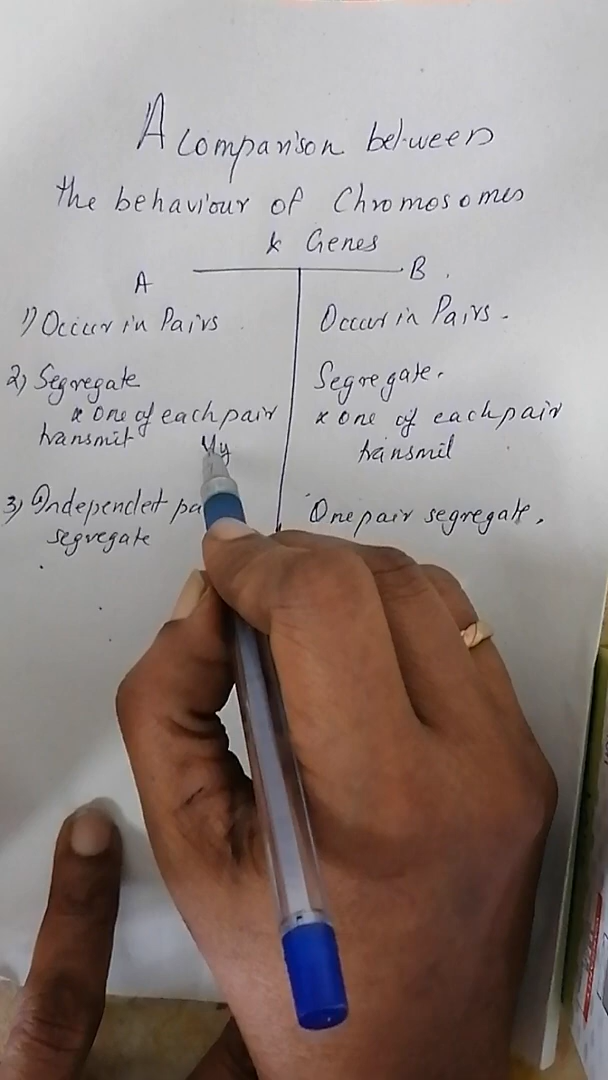 A comparison between
the behaviour of Chromosomes
& Genes
A
B.
1) Occur in Pairs
Occur in Pairs.
2) Segregate
* One of each pair
transmit
Segregate.
* One of each pair
transmit
3) Independet pa
segregate
One pair segregate.